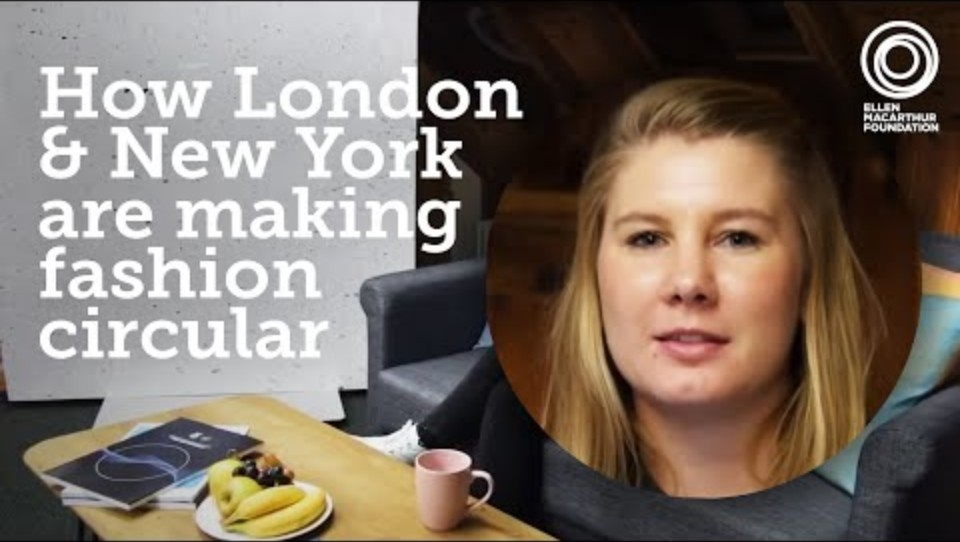 How London
& New York
are making
fashion
circular
ELLEN
MACARTHUR
FOUNDATION